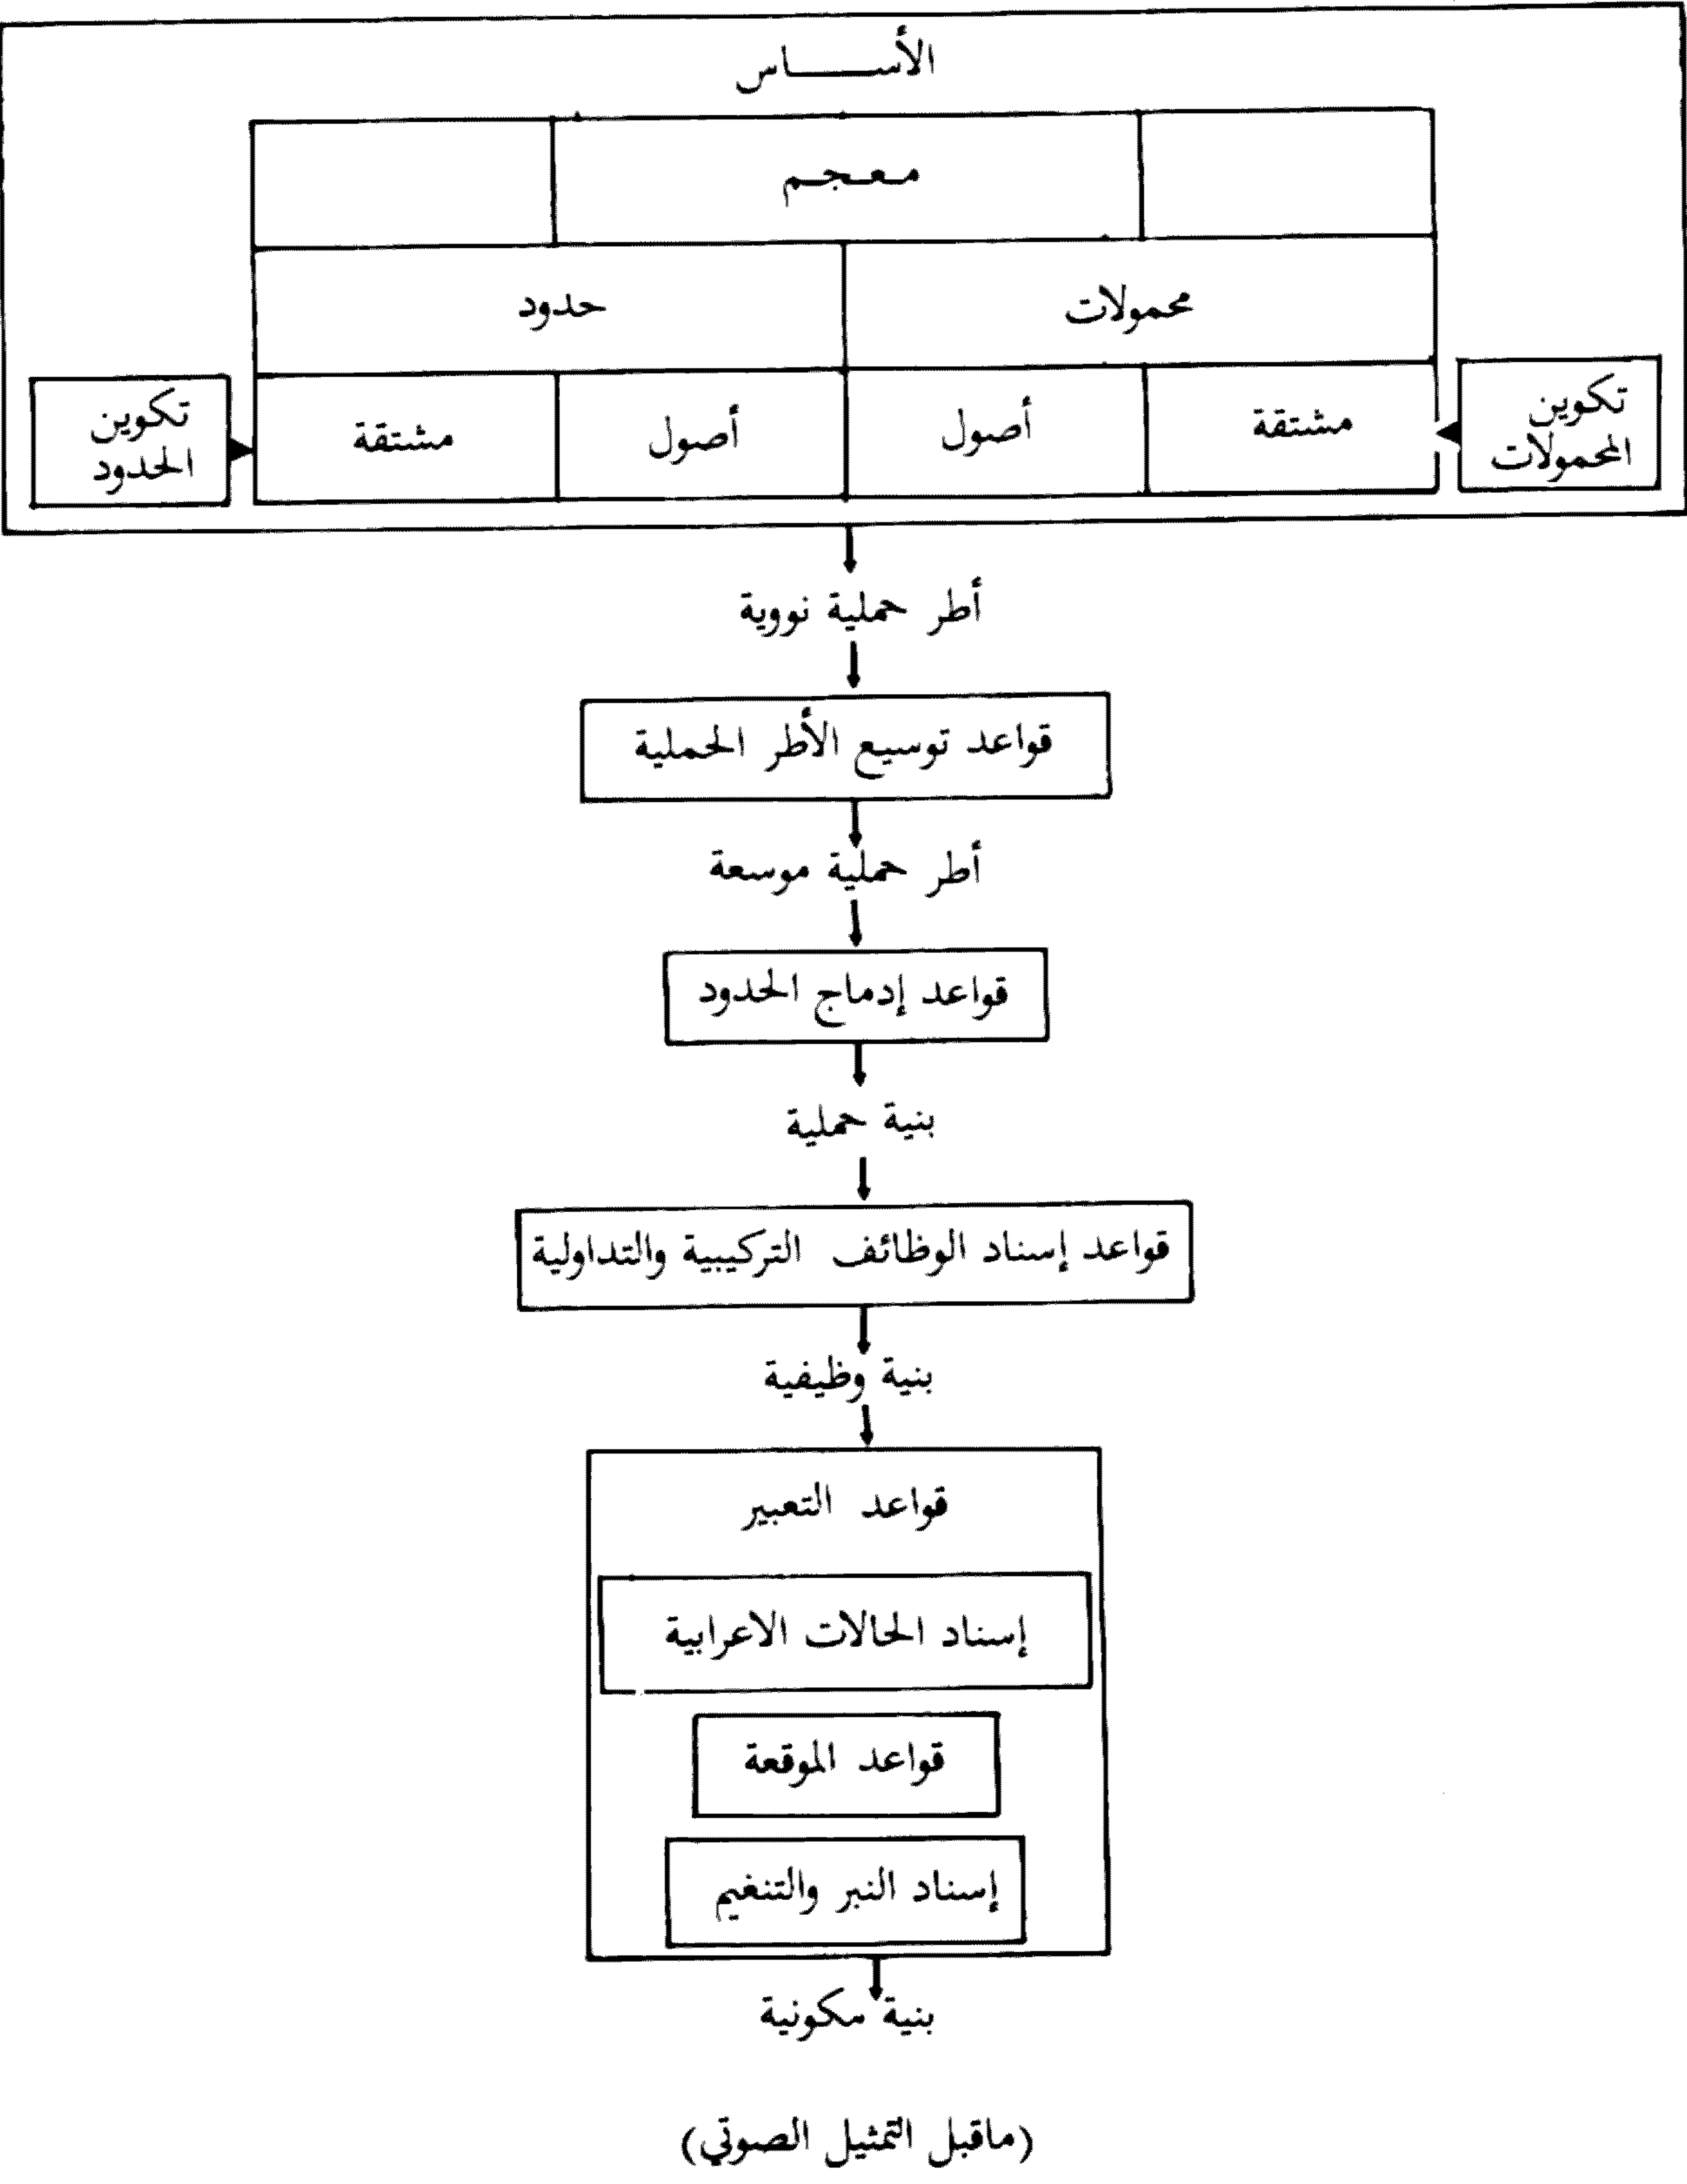 الأساس
معجم
محمولات
حدود
تكوين
المحمولات
مشتقة
أصول
أصول
مشتقة
تكوين
الحدود
أطر حملية نووية
قواعد توسيع الأطر الحملية
أطر حملية موسعة
قواعد إدماج الحدود
بنية حملية
قواعد إسناد الوظائف التركيبية والتداولية
بنية وظيفية
قواعد التعبير
إسناد الحالات الاعرابية
قواعد الموقعة
إسناد النبر والتنغيم
بنية مكونية
(ماقبل التمثيل الصوتي)